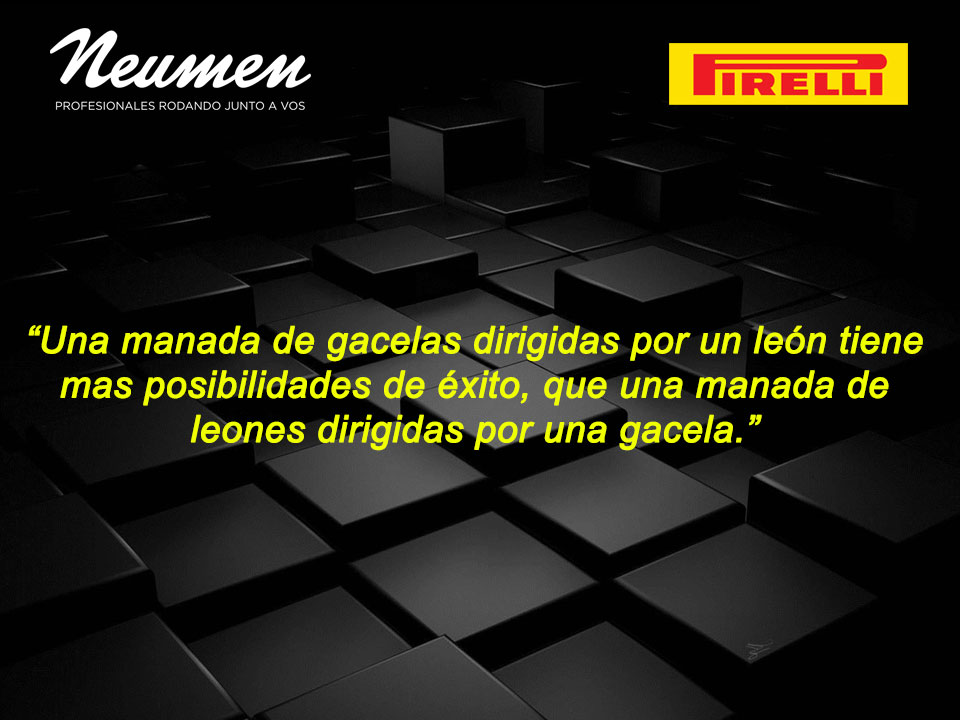 Neumen
PROFESIONALES RODANDO JUNTO A VOS
PIRELLI
“Una manada de gacelas dirigidas por un león tiene
mas posibilidades de éxito, que una manada de
leones dirigidas por una gacela.”